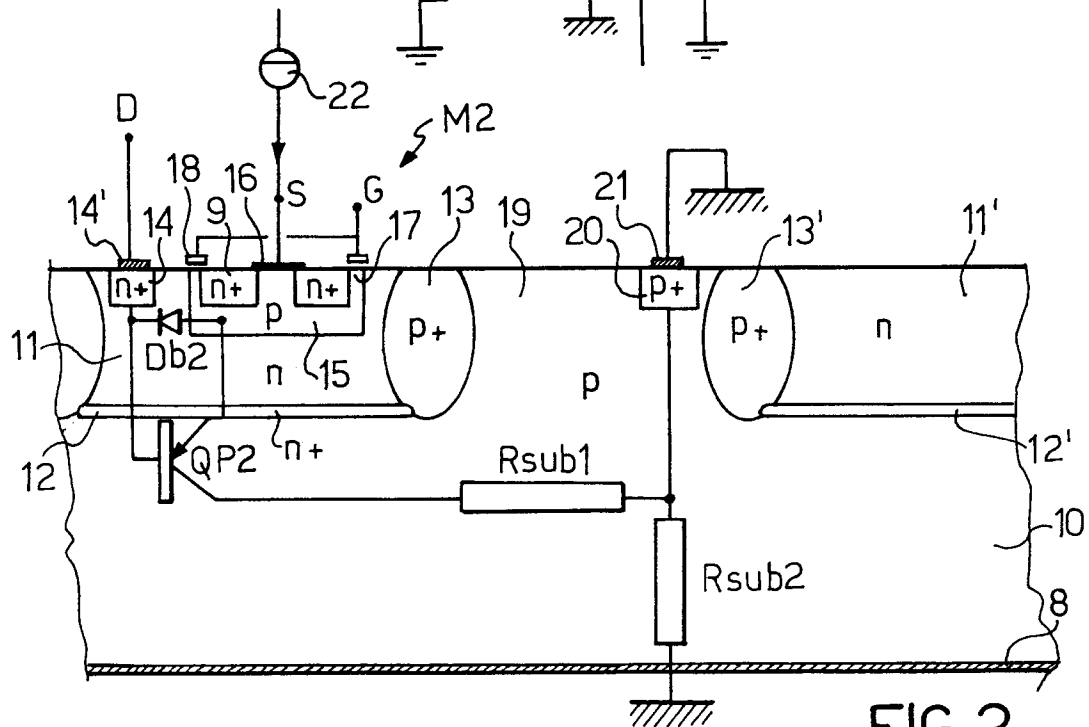 22
D
M2
18
16
S
G
14'
14
9
17
13
19
21
20
13'
11'
n+
n+
n+
p
p+
p+
p+
n
11
Db2
n
15
p
12
QP2
n+
Rsub1
12'
10
Rsub2
8
FIG. 2